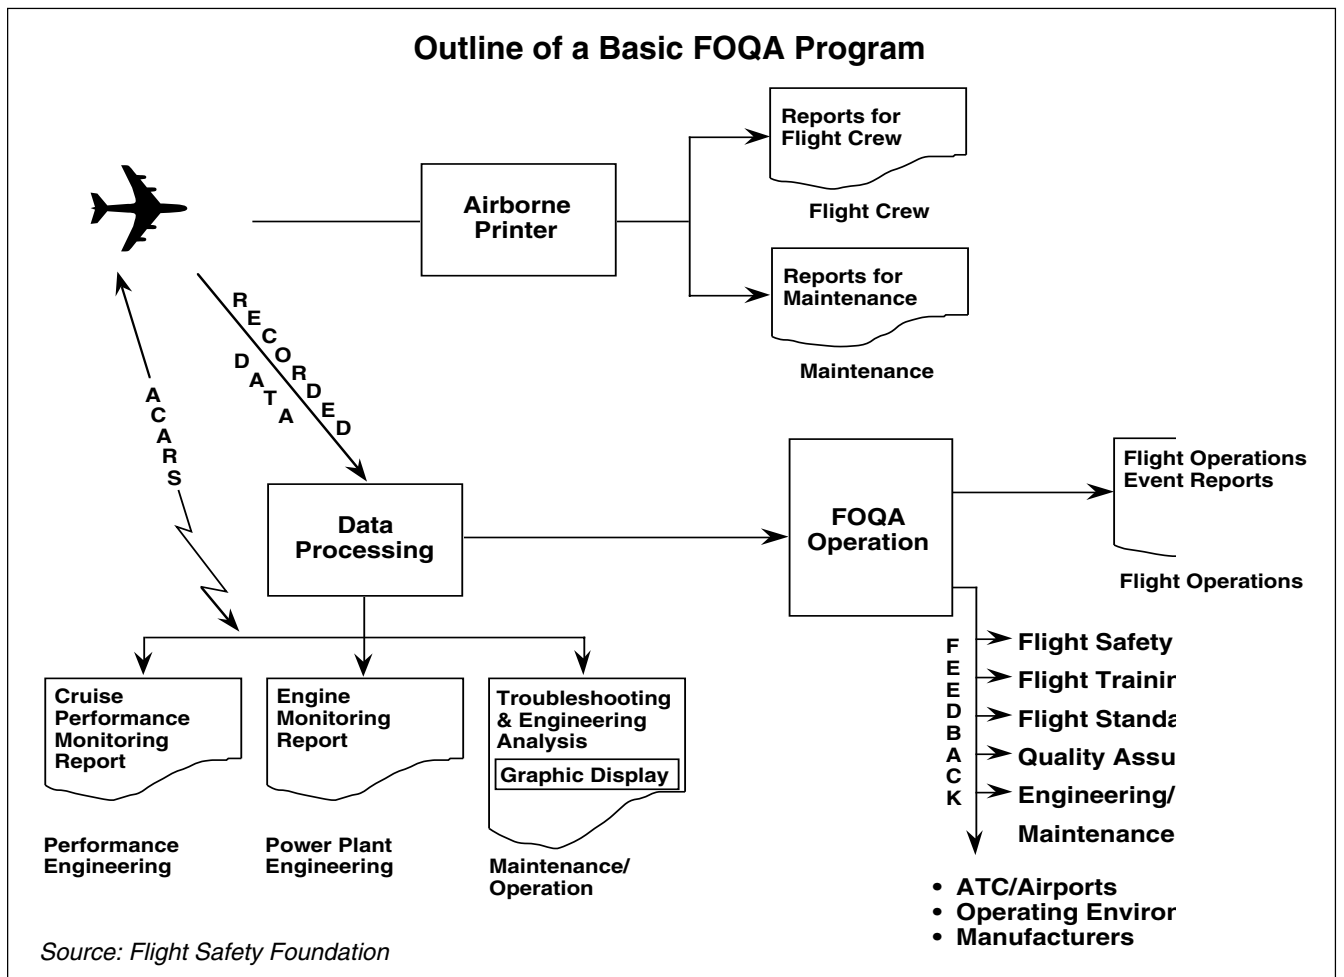 Outline of a Basic FOQA Program
Reports for
Flight Crew
Airborne
Printer
Flight Crew
Reports for
Maintenance
Maintenance
RECORDED
DATA
ACARS
Data
Processing
FOQA
Operation
Flight Operations
Event Reports
Flight Operations
FEEDBACK
Flight Safety
Flight Trainin
Flight Standa
Quality Assu
Engineering/
Maintenance
• ATC/Airports
• Operating Environ
• Manufacturers
Cruise
Performance
Monitoring
Report
Performance
Engineering
Engine
Monitoring
Report
Power Plant
Engineering
Troubleshooting
& Engineering
Analysis
Graphic Display
Maintenance/
Operation
Source: Flight Safety Foundation